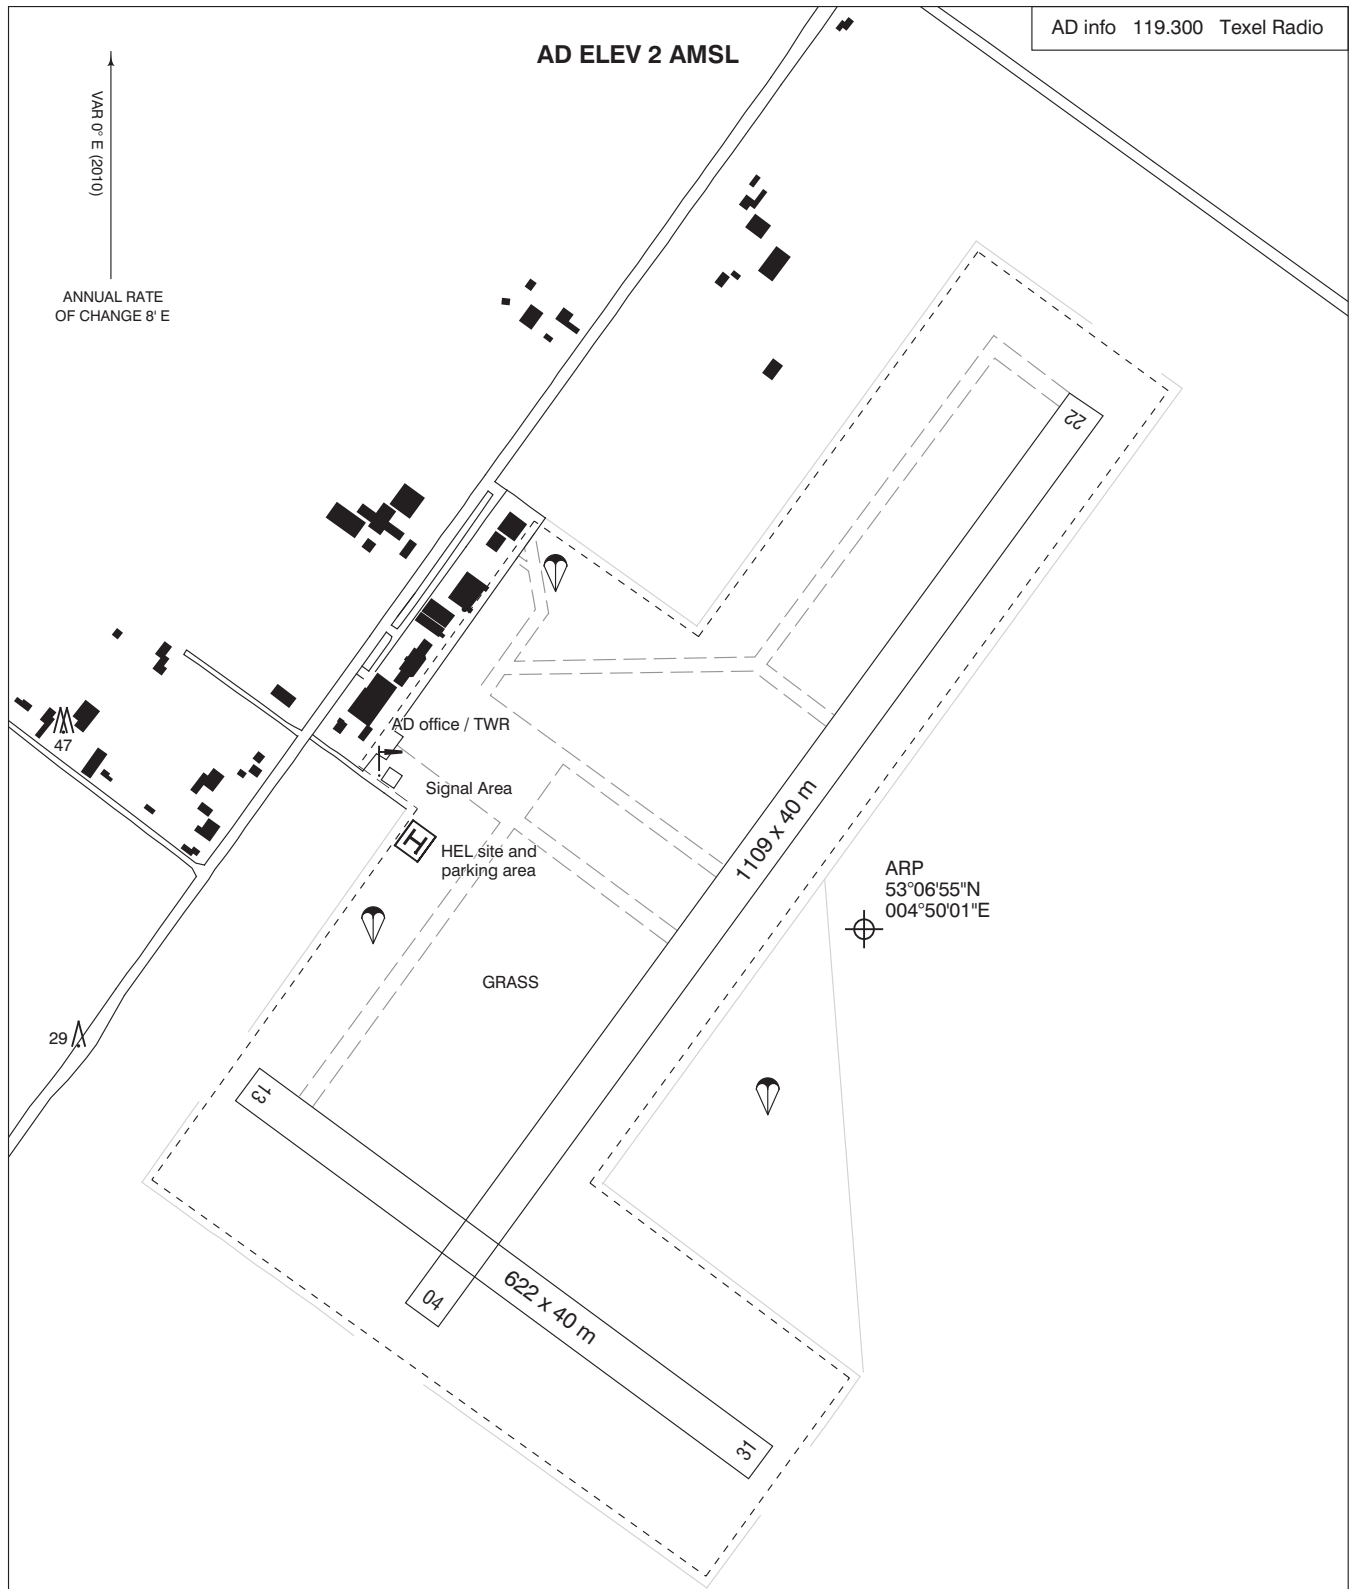 AD info 119.300 Texel Radio
AD ELEV 2 AMSL
VAR 0° E (2010)
ANNUAL RATE
OF CHANGE 8' E
22
AD office / TWR
47
Signal Area
1109 x 40 m
HEL site and
parking area
H
ARP
53°06'55"N
004°50'01"E
GRASS
29
13
04
622 x 40 m
31